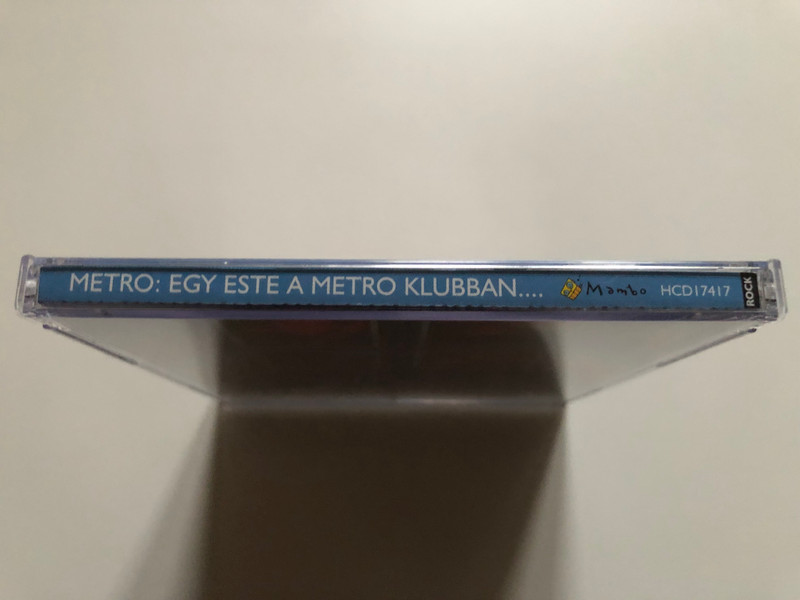 METRO: EGY ESTE A METRO KLUBBAN.... Mambo HCD17417 ROCK